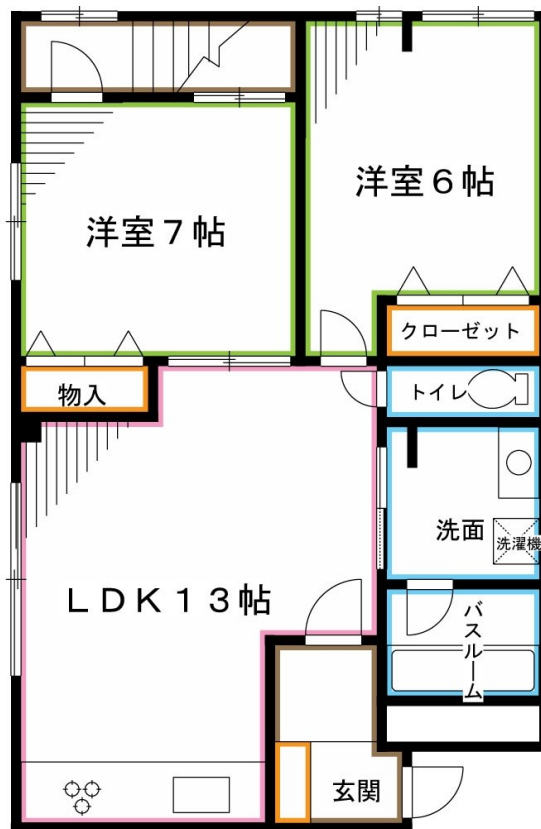 洋室６帖
洋室７帖
クローゼット
物入
トイレ
洗面
洗濯機
ＬＤＫ１３帖
バスルーム
玄関